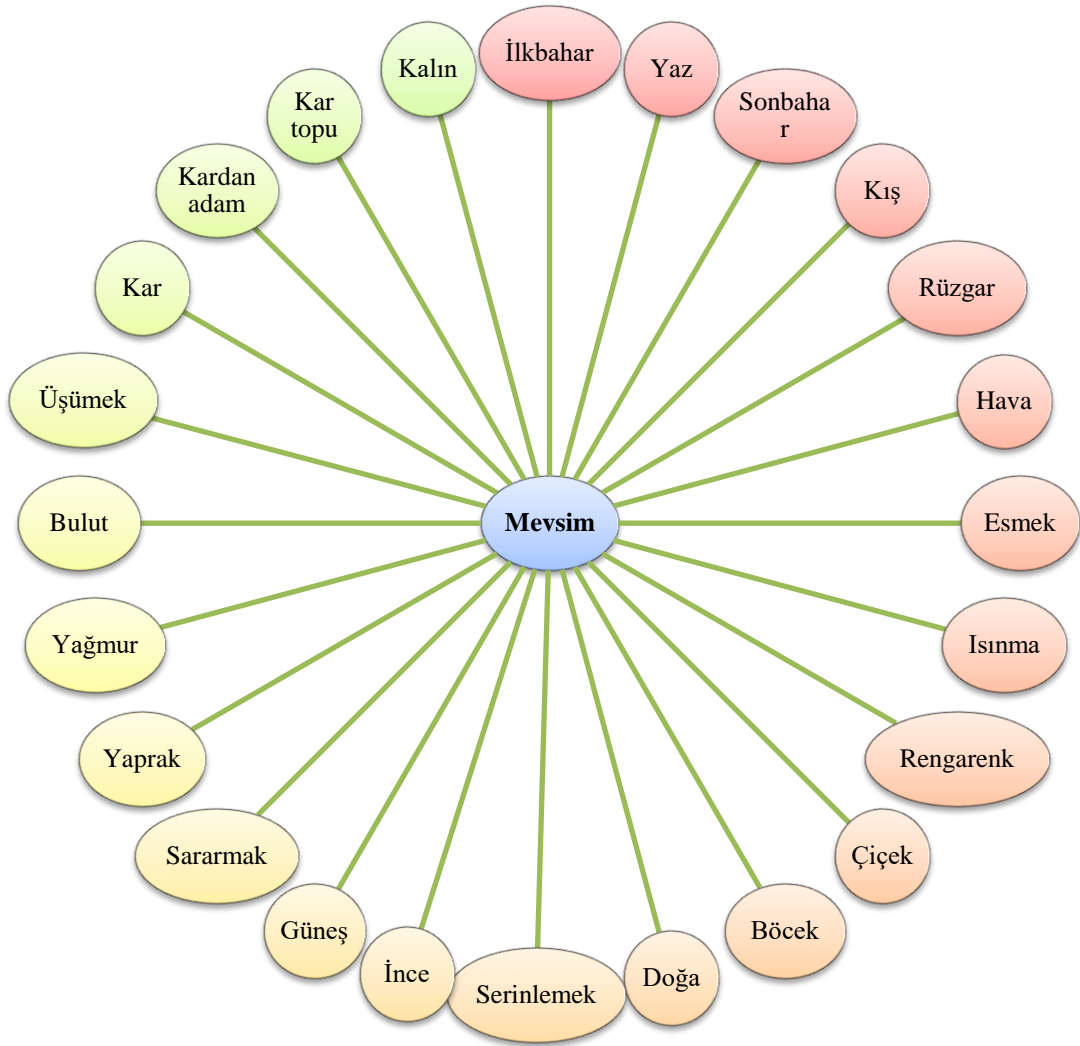 İlkbahar
Yaz
Sonbaha
r
Kış
Rüzgar
Hava
Esmek
Isınma
Rengarenk
Çiçek
Böcek
Doğa
Serinlemek
İnce
Güneş
Sararmak
Yaprak
Yağmur
Bulut
Üşümek
Kar
Kardan
adam
Kar
topu
Kalın
Mevsim